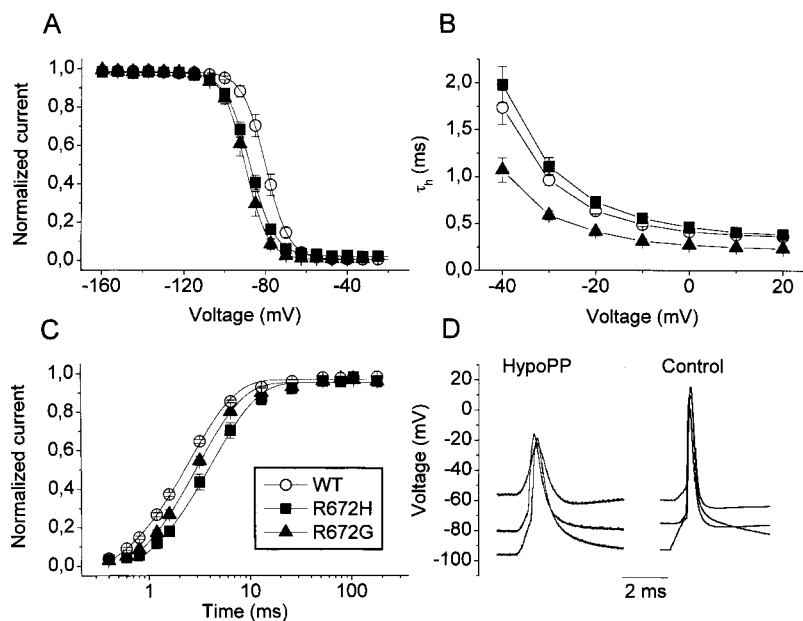 A
Normalized current
1,0
0,8
0,6
0,4
0,2
0,0
-160
-120
-80
-40
Voltage (mV)
B
τh (ms)
2,0
1,5
1,0
0,5
0,0
-40
-20
0
20
Voltage (mV)
C
Normalized current
1,0
0,8
0,6
0,4
0,2
0,0
1
10
100
Time (ms)
WT
R672H
R672G
D
HypoPP
Control
Voltage (mV)
20
0
-20
-40
-60
-80
-100
2 ms